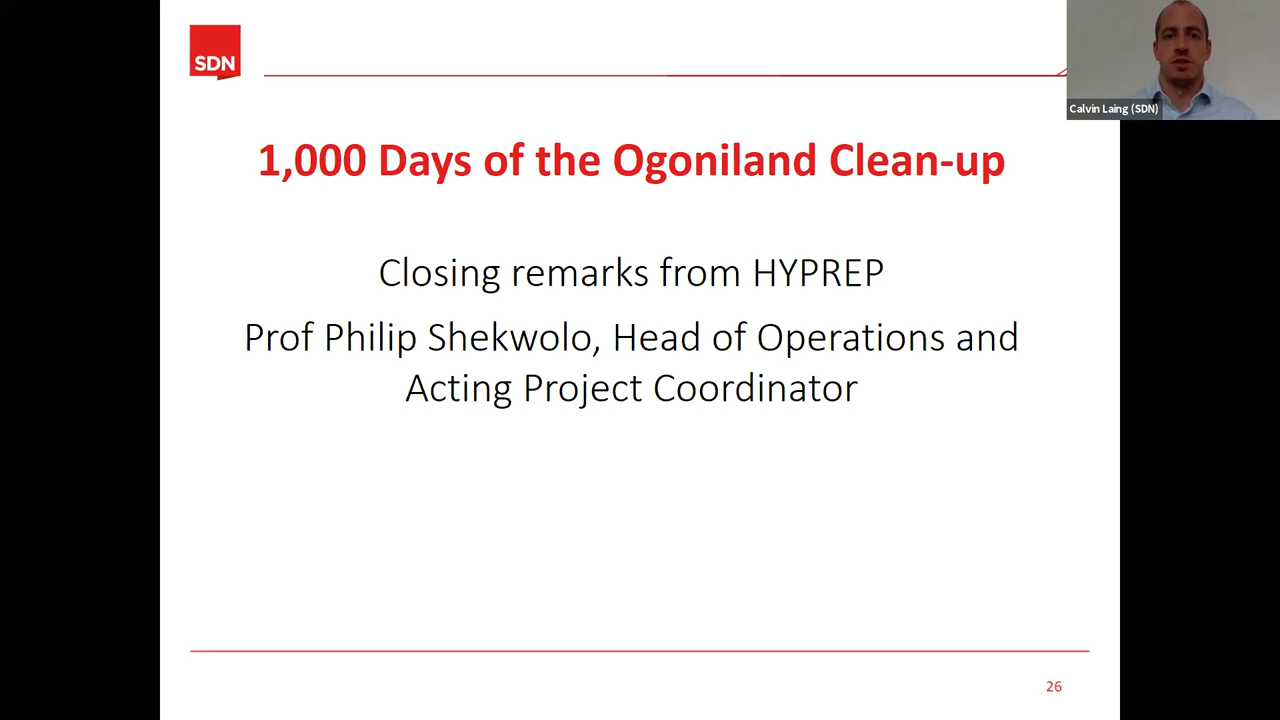 SDN
Calvin Laing (SDN)
1,000 Days of the Ogoniland Clean-up
Closing remarks from HYPREP
Prof Philip Shekwolo, Head of Operations and
Acting Project Coordinator
26